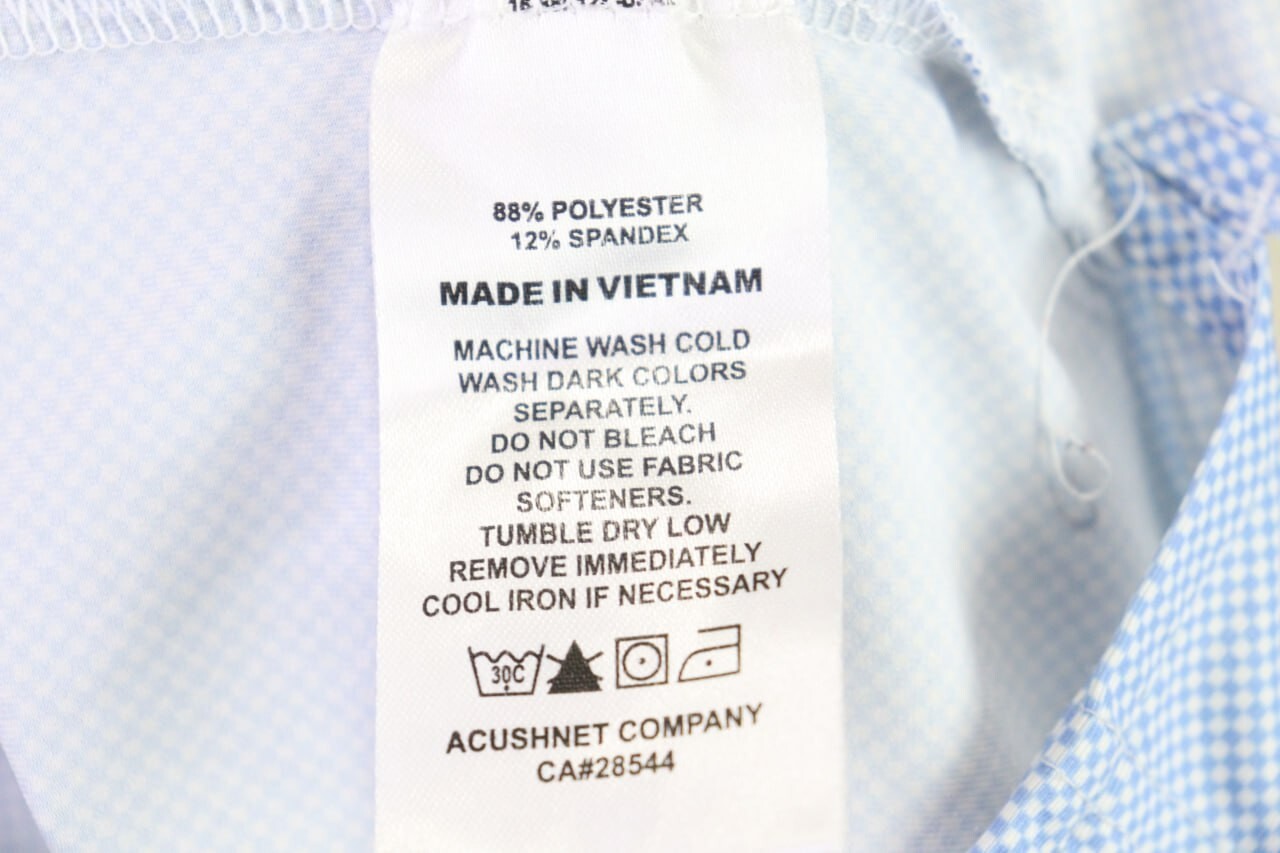 88% POLYESTER
12% SPANDEX
MADE IN VIETNAM
MACHINE WASH COLD
WASH DARK COLORS
SEPARATELY.
DO NOT BLEACH
DO NOT USE FABRIC
SOFTENERS.
TUMBLE DRY LOW
REMOVE IMMEDIATELY
COOL IRON IF NECESSARY
30C
ACUSHNET COMPANY
CA#28544